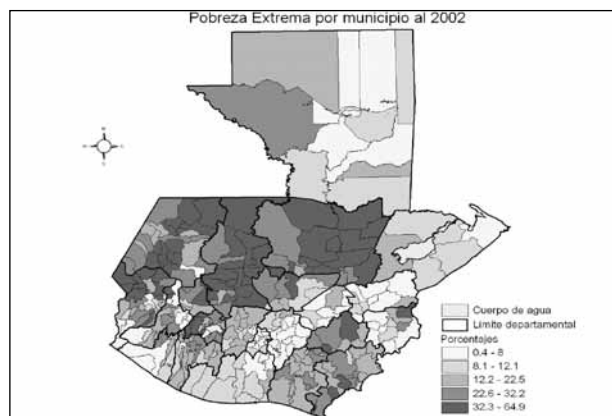 Pobreza Extrema por municipio al 2002
N
S
Cuerpo de agua
Límite departamental
Porcentajes
0.4 - 8
8.1 - 12.1
12.2 - 22.5
22.6 - 32.2
32.3 - 64.9